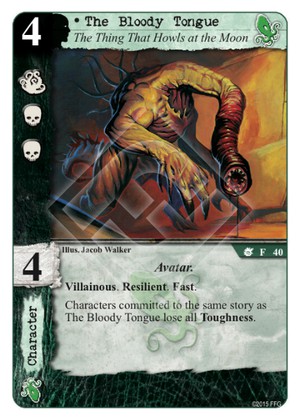 4
• The Bloody Tongue
The Thing That Howls at the Moon
Illus. Jacob Walker
F 40
4
Avatar.
Villainous. Resilient. Fast.
Characters committed to the same story as
The Bloody Tongue lose all Toughness.
Character
©2015 FFG